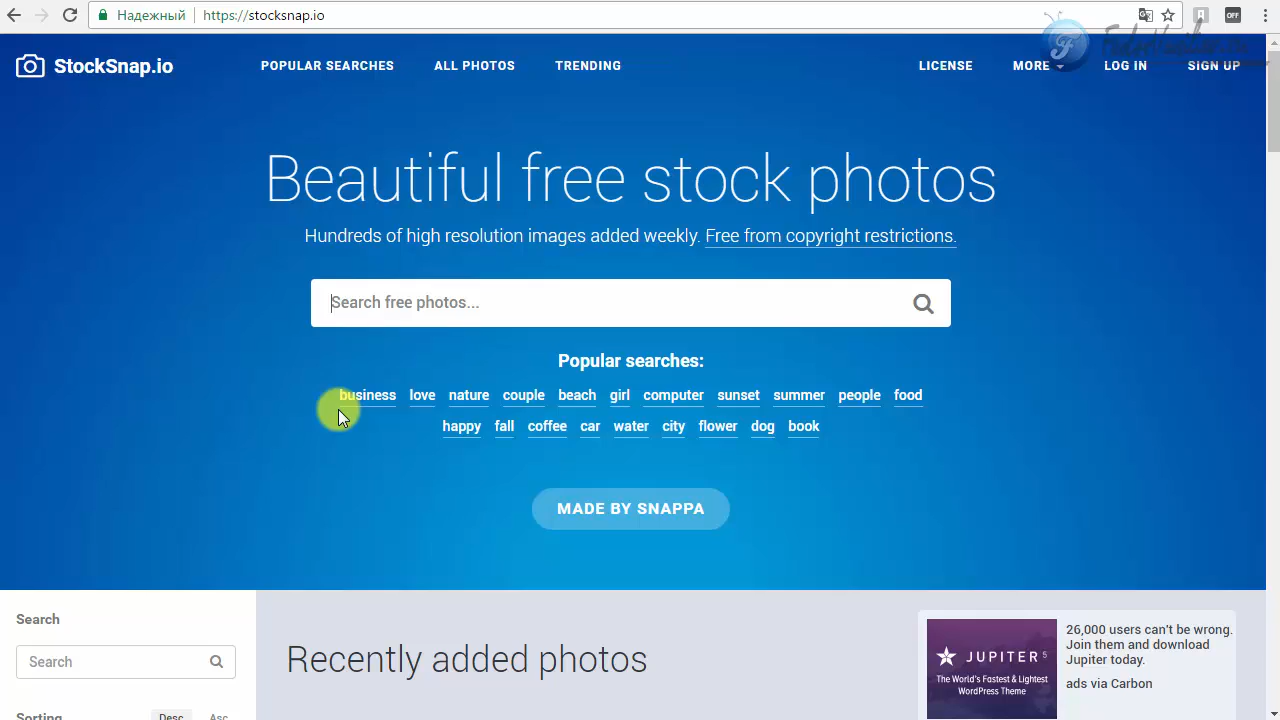 Надежный https://stocksnap.io
OFF
StockSnap.io POPULAR SEARCHES ALL PHOTOS TRENDING LICENSE MORE LOG IN SIGN UP
Beautiful free stock photos
Hundreds of high resolution images added weekly. Free from copyright restrictions.
Search free photos...
Popular searches:
business love nature couple beach girl computer sunset summer people food
happy fall coffee car water city flower dog book
MADE BY SNAPPA
Search
Search
Sorting Desc Asc
Recently added photos
JUPITER 5
The World's Fastest & Lightest
WordPress Theme
26,000 users can't be wrong.
Join them and download
Jupiter today.
ads via Carbon